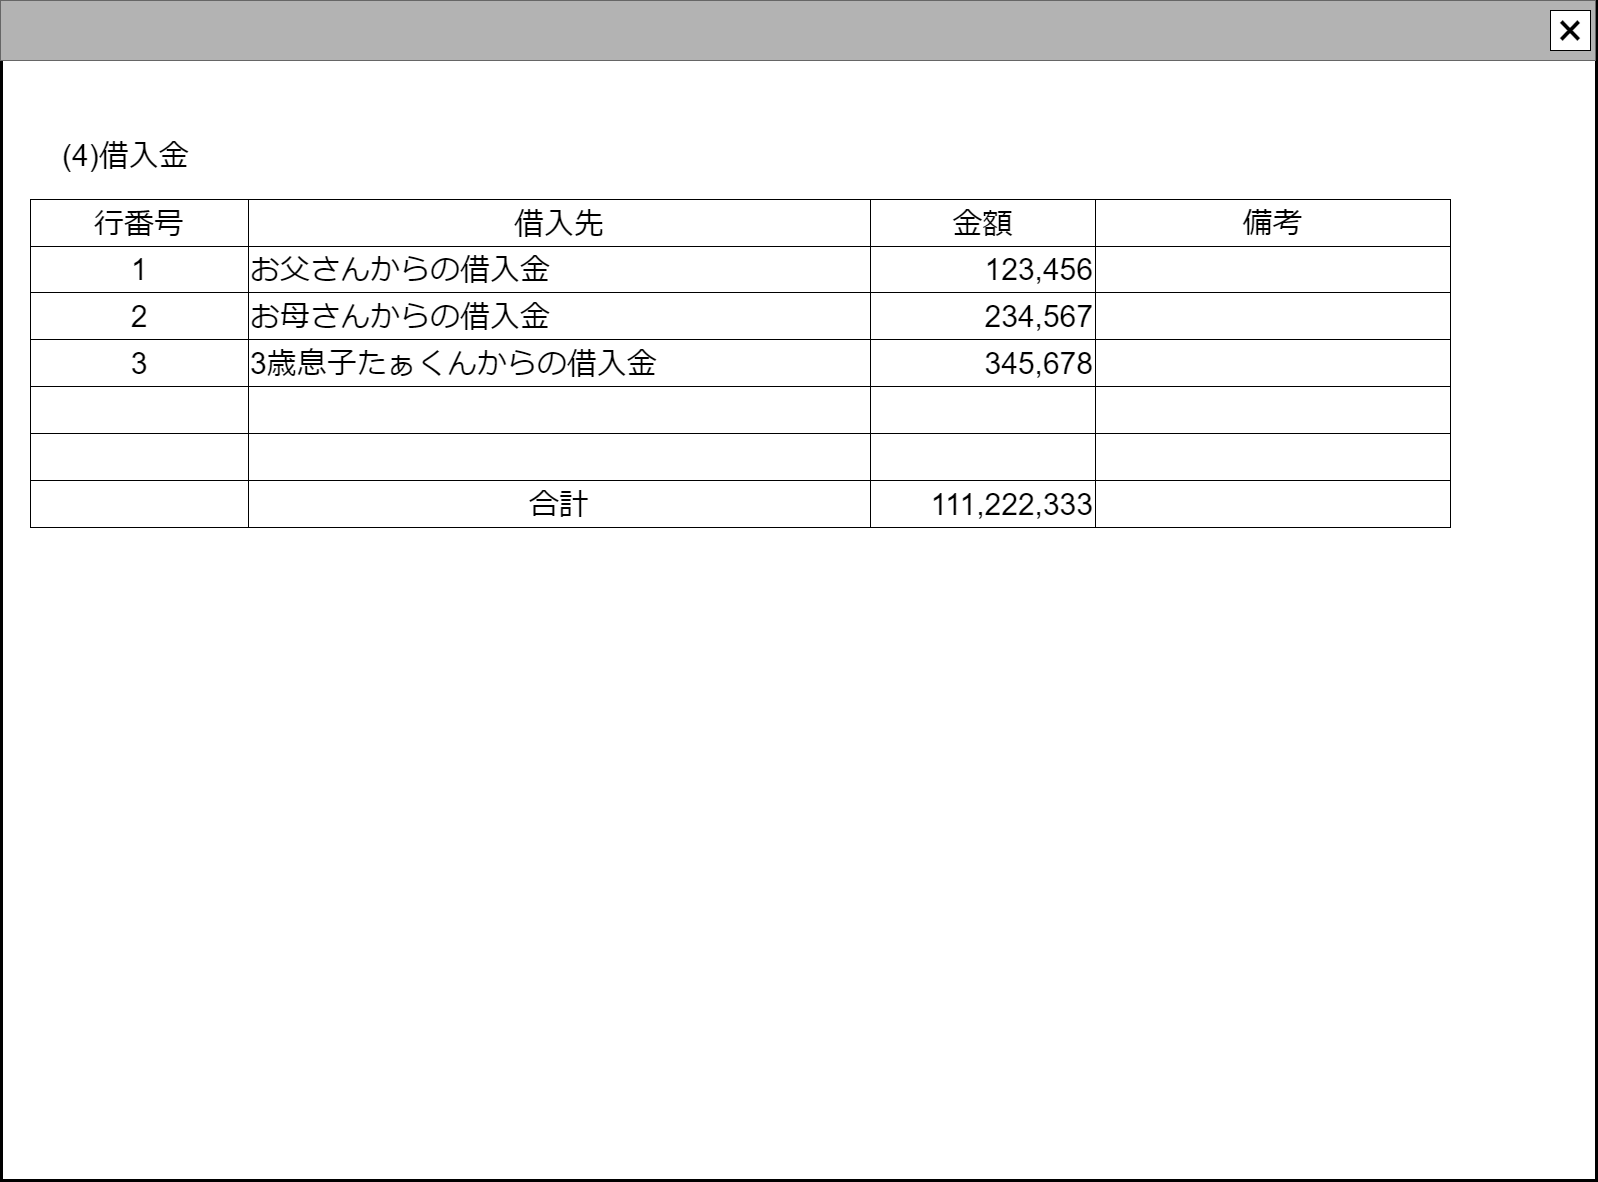 (4)借入金
行番号 借入先 金額 備考
1 お父さんからの借入金 123,456
2 お母さんからの借入金 234,567
3 3歳息子たぁくんからの借入金 345,678
合計 111,222,333